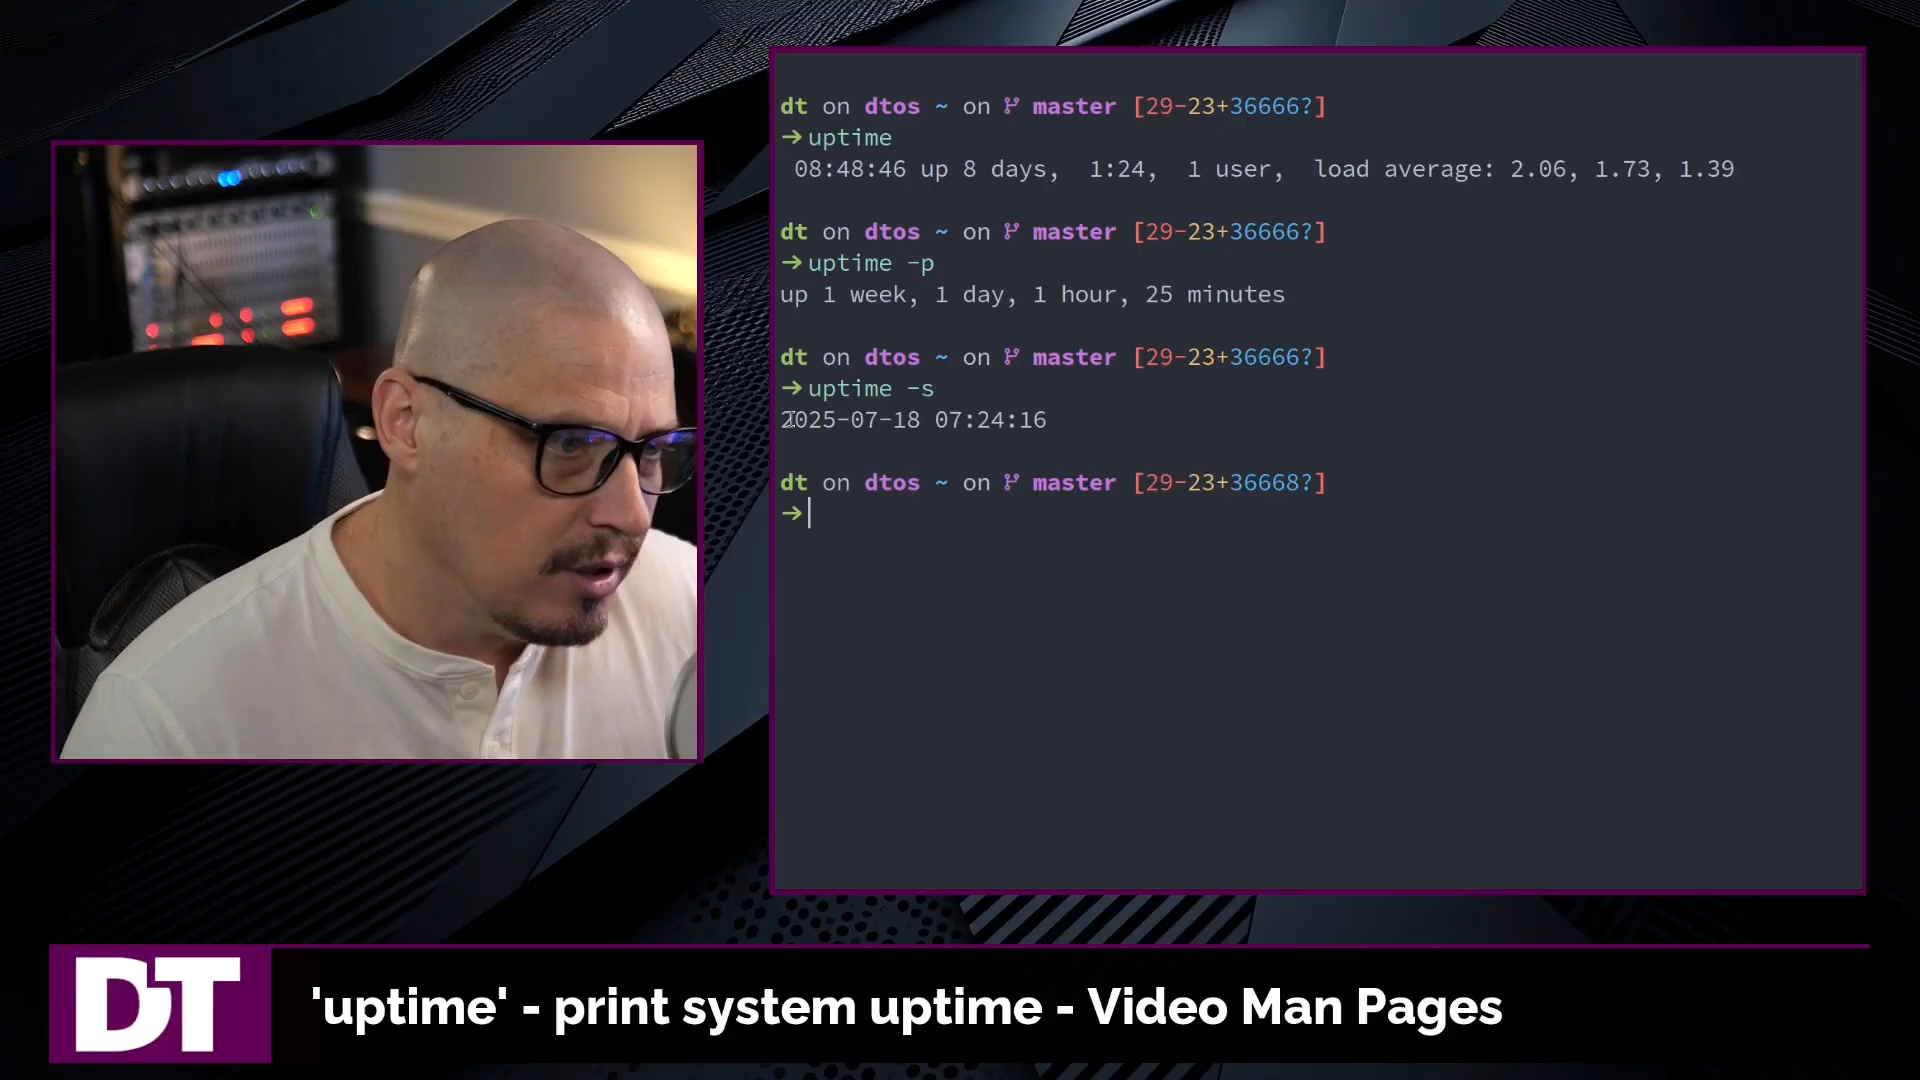 dt on dtos ~ on master [29-23+36666?]
→uptime
08:48:46 up 8 days, 1:24, 1 user, load average: 2.06, 1.73, 1.39
dt on dtos ~ on master [29-23+36666?]
→uptime -p
up 1 week, 1 day, 1 hour, 25 minutes
dt on dtos ~ on master [29-23+36666?]
→uptime -s
2025-07-18 07:24:16
dt on dtos ~ on master [29-23+36668?]
→
DT
'uptime' - print system uptime - Video Man Pages